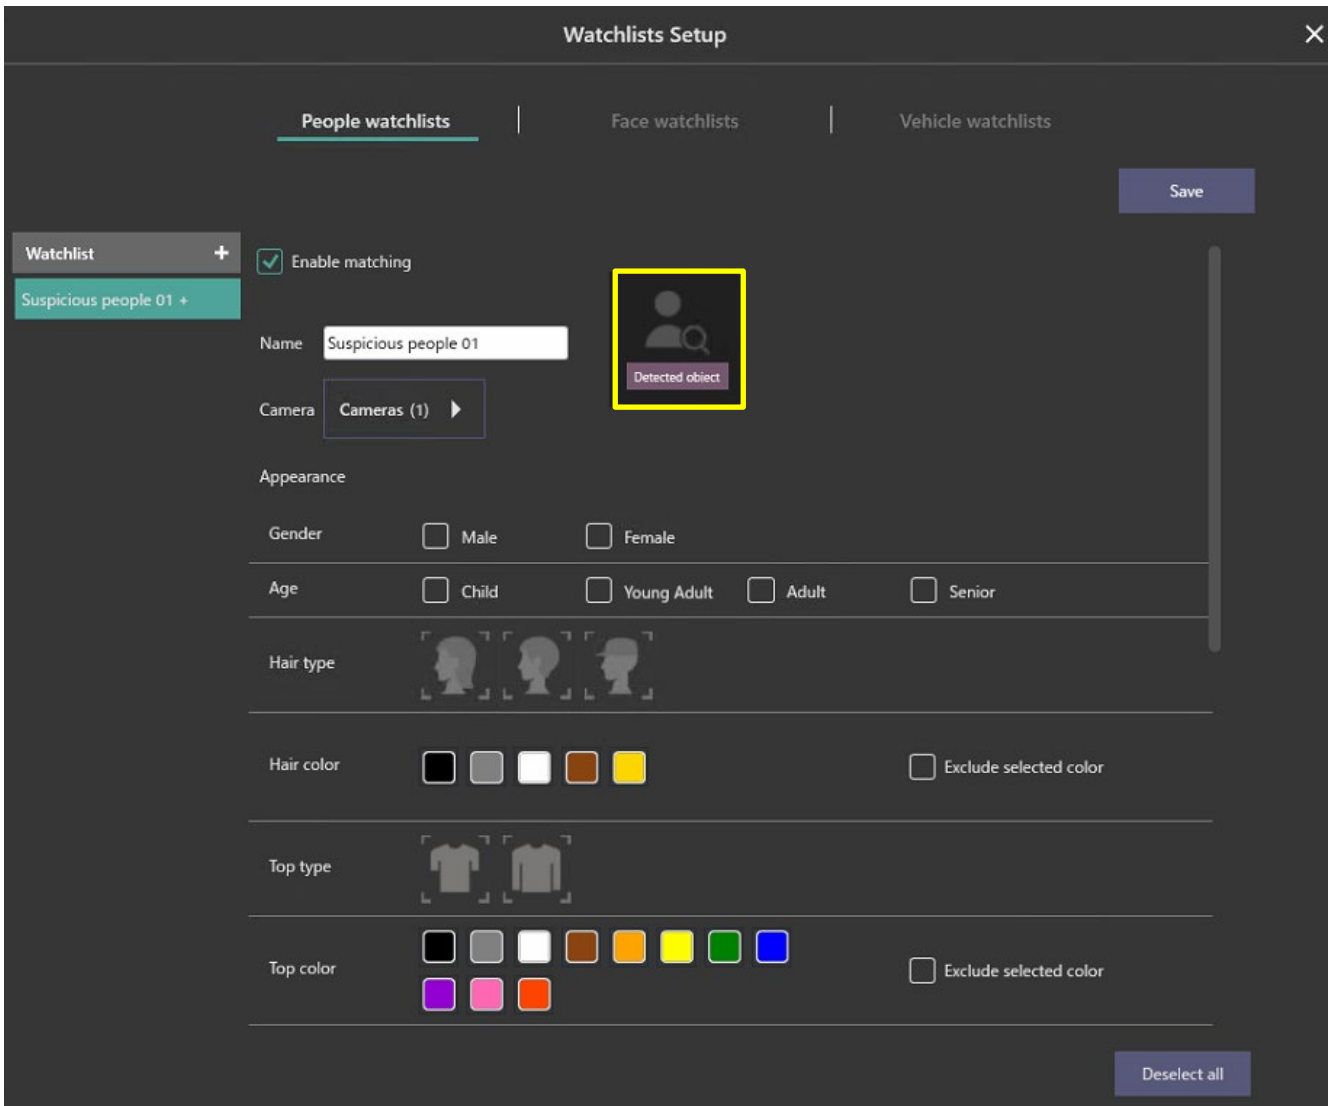 Watchlists Setup
People watchlists
Face watchlists
Vehicle watchlists
Save
Watchlist +
Suspicious people 01 +
Enable matching
Name Suspicious people 01
Detected object
Camera Cameras (1)
Appearance
Gender Male Female
Age Child Young Adult Adult Senior
Hair type
Hair color Exclude selected color
Top type
Top color Exclude selected color
Deselect all